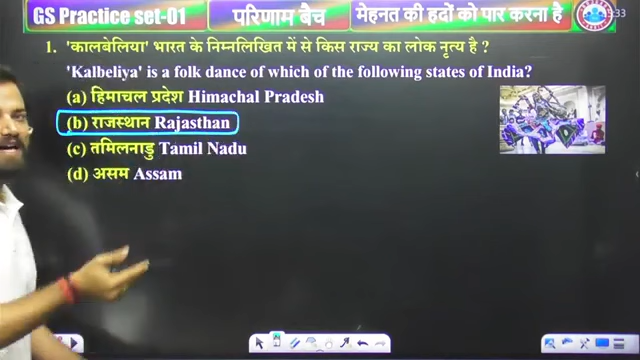 GS Practice set-01
परिणाम बैच
मेहनत की हदों को पार करना है
1. 'कालबेलिया' भारत के निम्नलिखित में से किस राज्य का लोक नृत्य है ?
'Kalbeliya' is a folk dance of which of the following states of India?
(a) हिमाचल प्रदेश Himachal Pradesh
(b) राजस्थान Rajasthan
(c) तमिलनाडु Tamil Nadu
(d) असम Assam